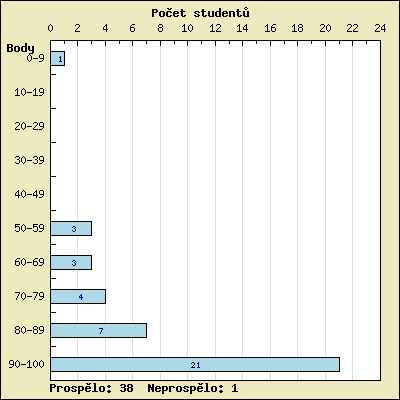 Počet studentů
0 2 4 6 8 10 12 14 16 18 20 22 24
Body
0-9 1
10-19
20-29
30-39
40-49
50-59 3
60-69 3
70-79 4
80-89 7
90-100 21
Prospělo: 38 Neprospělo: 1